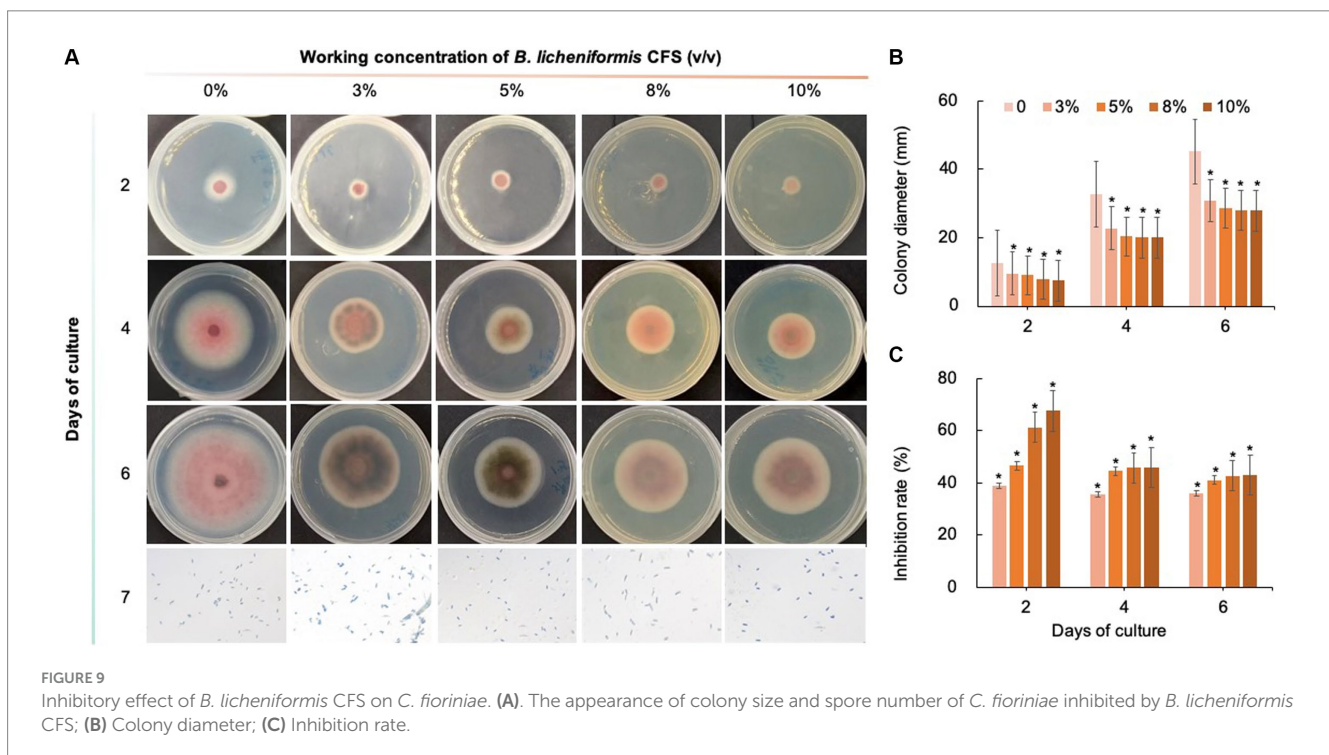 A
Working concentration of B. licheniformis CFS (v/v)
0% 3% 5% 8% 10%
Days of culture
2
4
6
7
B
0 3% 5% 8% 10%
Colony diameter (mm)
60
40
20
0
* * * *
* * * *
* * * *
2 4 6
C
Inhibition rate (%)
80
60
40
20
0
* * * *
* * * *
* * * *
2 4 6
Days of culture
FIGURE 9
Inhibitory effect of B. licheniformis CFS on C. fioriniae. (A). The appearance of colony size and spore number of C. fioriniae inhibited by B. licheniformis
CFS; (B) Colony diameter; (C) Inhibition rate.